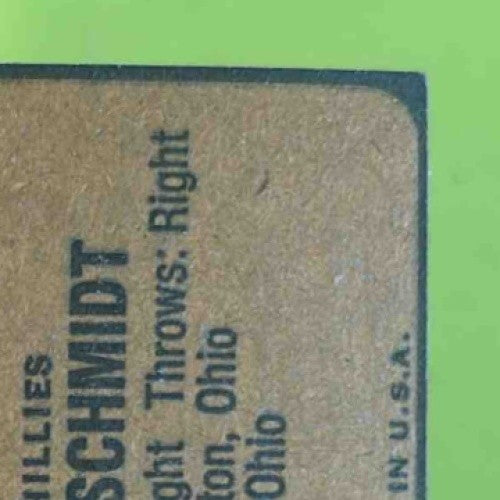 HILLIES
SCHMIDT
ght Throws: Right
ton, Ohio
Ohio
IN U.S.A.